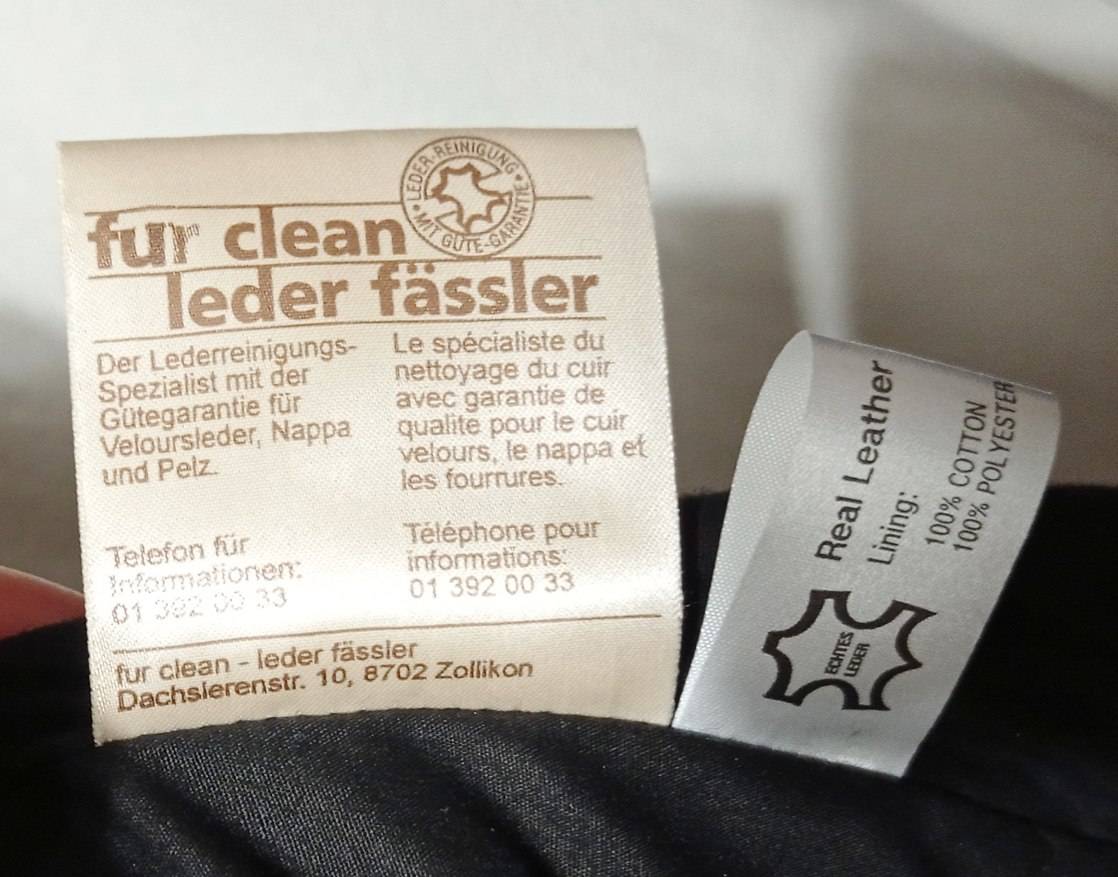 LEDER-REINIGUNG
MIT GÜTE-GARANTIE
fur clean
leder fässler
Der Lederreinigungs-
Spezialist mit der
Gütegarantie für
Veloursleder, Nappa
und Pelz.
Telefon für
Informationen:
01 392 00 33
Le spécialiste du
nettoyage du cuir
avec garantie de
qualite pour le cuir
velours, le nappa et
les fourrures.
Téléphone pour
informations:
01 392 00 33
fur clean - leder fässler
Dachslerenstr. 10, 8702 Zollikon
Real Leather
Lining:
100% COTTON
100% POLYESTER
ECHTES
LEDER